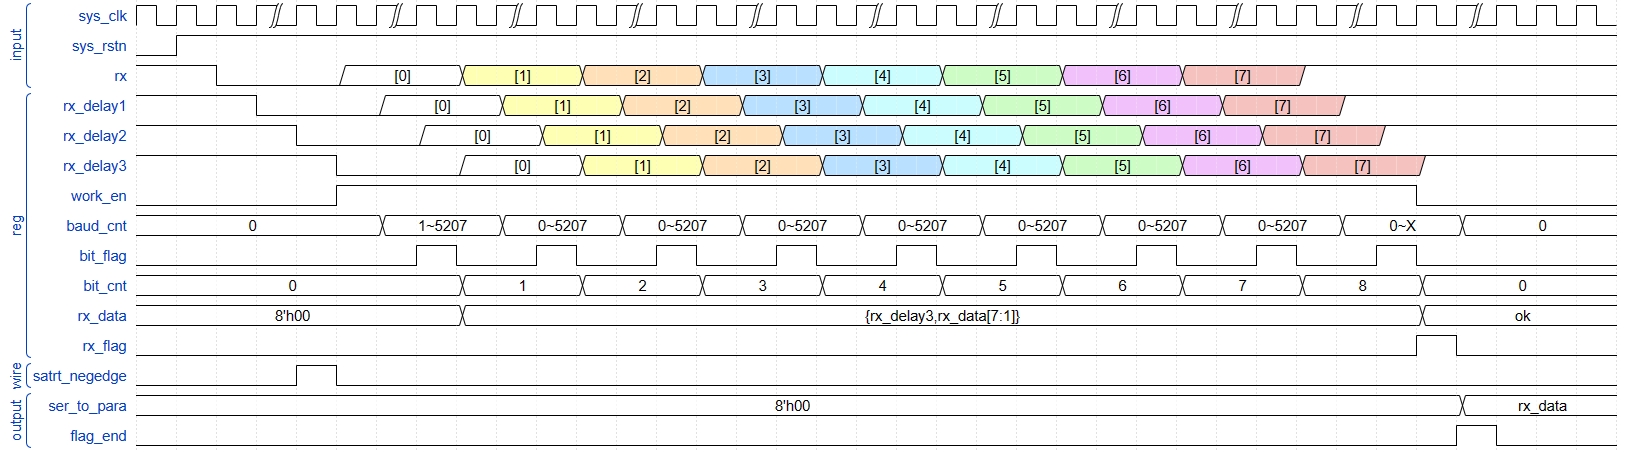 input
sys_clk
sys_rstn
rx [0] [1] [2] [3] [4] [5] [6] [7]
reg
rx_delay1 [0] [1] [2] [3] [4] [5] [6] [7]
rx_delay2 [0] [1] [2] [3] [4] [5] [6] [7]
rx_delay3 [0] [1] [2] [3] [4] [5] [6] [7]
work_en
baud_cnt 0 1~5207 0~5207 0~5207 0~5207 0~5207 0~5207 0~5207 0~5207 0~X 0
bit_flag
bit_cnt 0 1 2 3 4 5 6 7 8 0
rx_data 8'h00 {rx_delay3,rx_data[7:1]} ok
rx_flag
wire
satrt_negedge
output
ser_to_para 8'h00 rx_data
flag_end